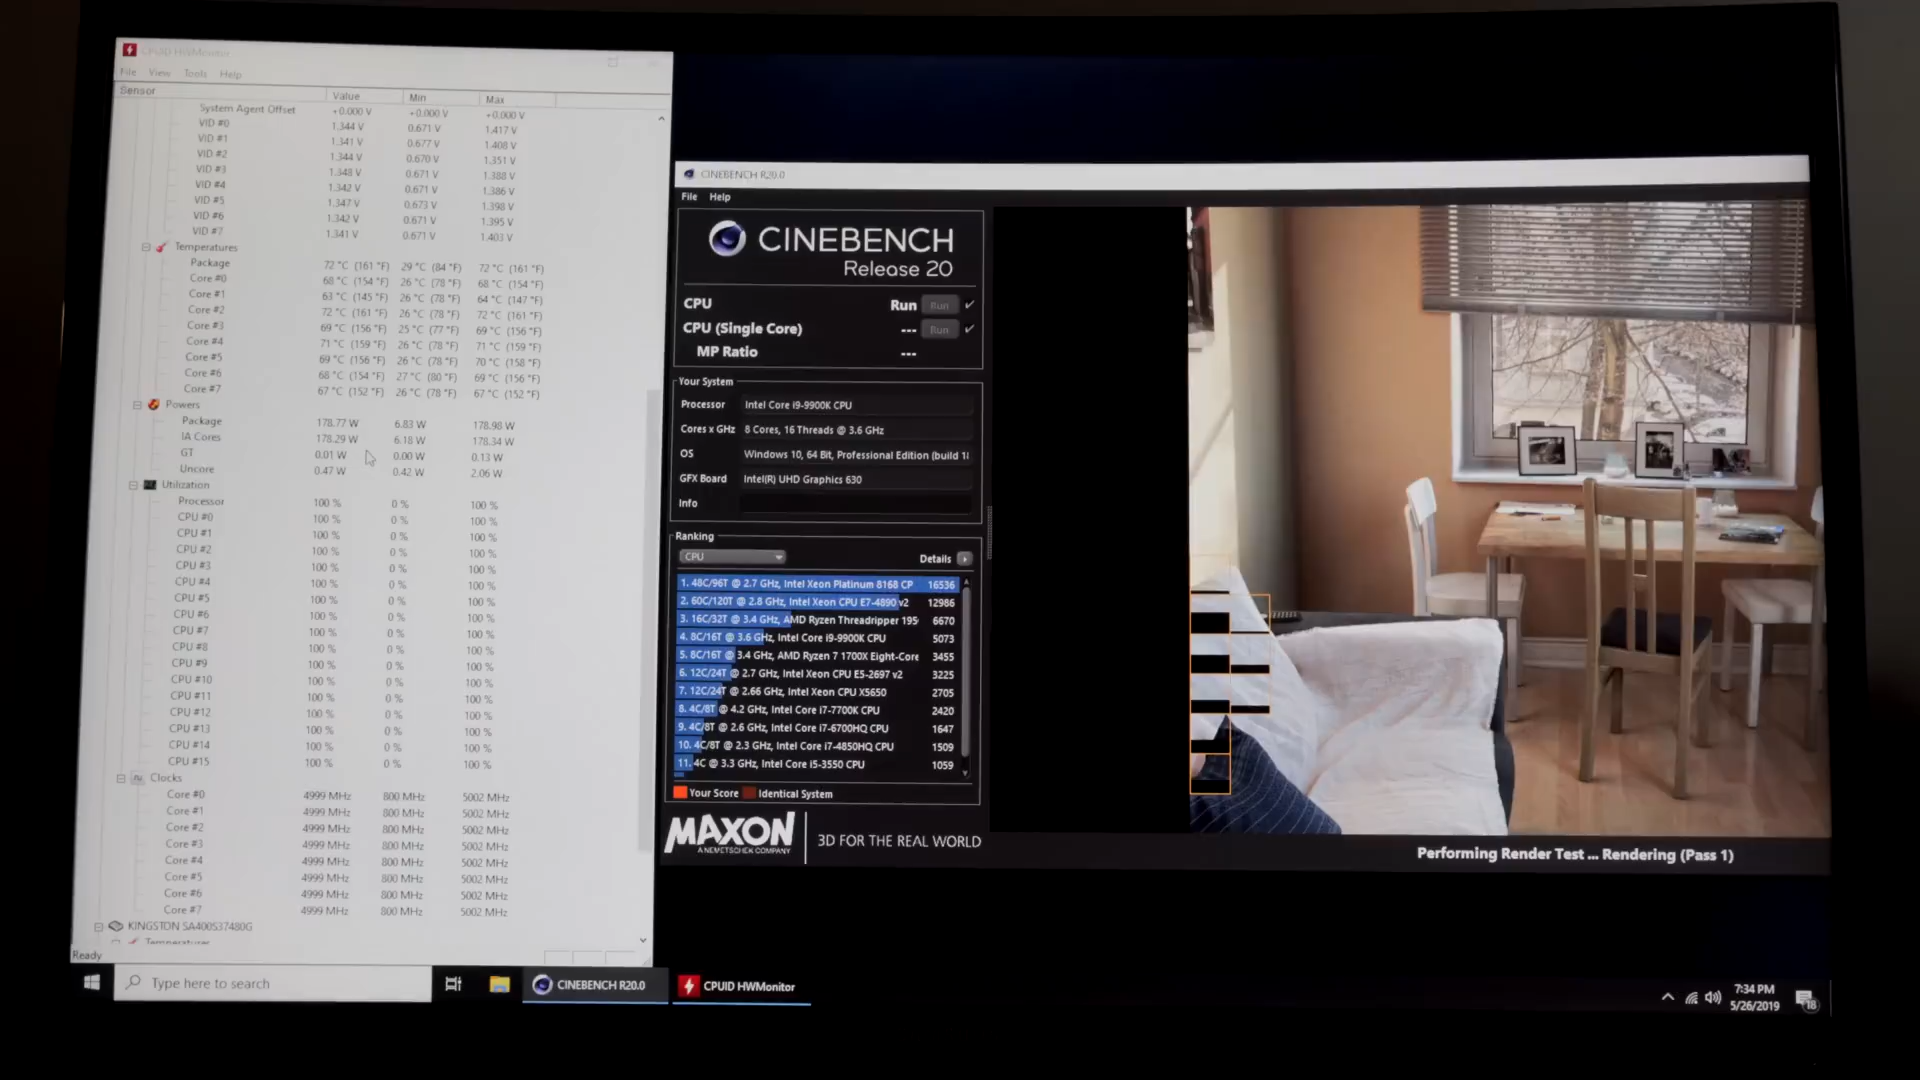 CPUID HWMonitor
File View Tools Help
Sensor Value Min Max
System Agent Offset +0.000 V +0.000 V +0.000 V
VID #0 1.344 V 0.671 V 1.417 V
VID #1 1.341 V 0.677 V 1.408 V
VID #2 1.344 V 0.670 V 1.351 V
VID #3 1.348 V 0.671 V 1.388 V
VID #4 1.342 V 0.671 V 1.386 V
VID #5 1.347 V 0.673 V 1.398 V
VID #6 1.342 V 0.671 V 1.395 V
VID #7 1.341 V 0.671 V 1.403 V
Temperatures
Package 72 °C (161 °F) 29 °C (84 °F) 72 °C (161 °F)
Core #0 68 °C (154 °F) 26 °C (78 °F) 68 °C (154 °F)
Core #1 63 °C (145 °F) 26 °C (78 °F) 64 °C (147 °F)
Core #2 72 °C (161 °F) 26 °C (78 °F) 72 °C (161 °F)
Core #3 69 °C (156 °F) 25 °C (77 °F) 69 °C (156 °F)
Core #4 71 °C (159 °F) 26 °C (78 °F) 71 °C (159 °F)
Core #5 69 °C (156 °F) 26 °C (78 °F) 70 °C (158 °F)
Core #6 68 °C (154 °F) 27 °C (80 °F) 69 °C (156 °F)
Core #7 67 °C (152 °F) 26 °C (78 °F) 67 °C (152 °F)
Powers
Package 178.77 W 6.83 W 178.98 W
IA Cores 178.29 W 6.18 W 178.34 W
GT 0.01 W 0.00 W 0.13 W
Uncore 0.47 W 0.42 W 2.06 W
Utilization
Processor 100 % 0 % 100 %
CPU #0 100 % 0 % 100 %
CPU #1 100 % 0 % 100 %
CPU #2 100 % 0 % 100 %
CPU #3 100 % 0 % 100 %
CPU #4 100 % 0 % 100 %
CPU #5 100 % 0 % 100 %
CPU #6 100 % 0 % 100 %
CPU #7 100 % 0 % 100 %
CPU #8 100 % 0 % 100 %
CPU #9 100 % 0 % 100 %
CPU #10 100 % 0 % 100 %
CPU #11 100 % 0 % 100 %
CPU #12 100 % 0 % 100 %
CPU #13 100 % 0 % 100 %
CPU #14 100 % 0 % 100 %
CPU #15 100 % 0 % 100 %
Clocks
Core #0 4999 MHz 800 MHz 5002 MHz
Core #1 4999 MHz 800 MHz 5002 MHz
Core #2 4999 MHz 800 MHz 5002 MHz
Core #3 4999 MHz 800 MHz 5002 MHz
Core #4 4999 MHz 800 MHz 5002 MHz
Core #5 4999 MHz 800 MHz 5002 MHz
Core #6 4999 MHz 800 MHz 5002 MHz
Core #7 4999 MHz 800 MHz 5002 MHz
KINGSTON SA400S37480G
Temperatures
Ready
CINEBENCH R20.0
File Help
CINEBENCH
Release 20
CPU Run Run
CPU (Single Core) --- Run
MP Ratio ---
Your System
Processor Intel Core i9-9900K CPU
Cores x GHz 8 Cores, 16 Threads @ 3.6 GHz
OS Windows 10, 64 Bit, Professional Edition (build 18
GFX Board Intel(R) UHD Graphics 630
Info
Ranking
CPU Details
1. 48C/96T @ 2.7 GHz, Intel Xeon Platinum 8168 CP 16536
2. 60C/120T @ 2.8 GHz, Intel Xeon CPU E7-4890 v2 12986
3. 16C/32T @ 3.4 GHz, AMD Ryzen Threadripper 195 6670
4. 8C/16T @ 3.6 GHz, Intel Core i9-9900K CPU 5073
5. 8C/16T @ 3.4 GHz, AMD Ryzen 7 1700X Eight-Core 3455
6. 12C/24T @ 2.7 GHz, Intel Xeon CPU E5-2697 v2 3225
7. 12C/24T @ 2.66 GHz, Intel Xeon CPU X5650 2705
8. 4C/8T @ 4.2 GHz, Intel Core i7-7700K CPU 2420
9. 4C/8T @ 2.6 GHz, Intel Core i7-6700HQ CPU 1647
10. 4C/8T @ 2.3 GHz, Intel Core i7-4850HQ CPU 1509
11. 4C @ 3.3 GHz, Intel Core i5-3550 CPU 1059
Your Score Identical System
MAXON
A NEMETSCHEK COMPANY
3D FOR THE REAL WORLD
Performing Render Test ... Rendering (Pass 1)
Type here to search
CINEBENCH R20.0
CPUID HWMonitor
7:34 PM
5/26/2019
18